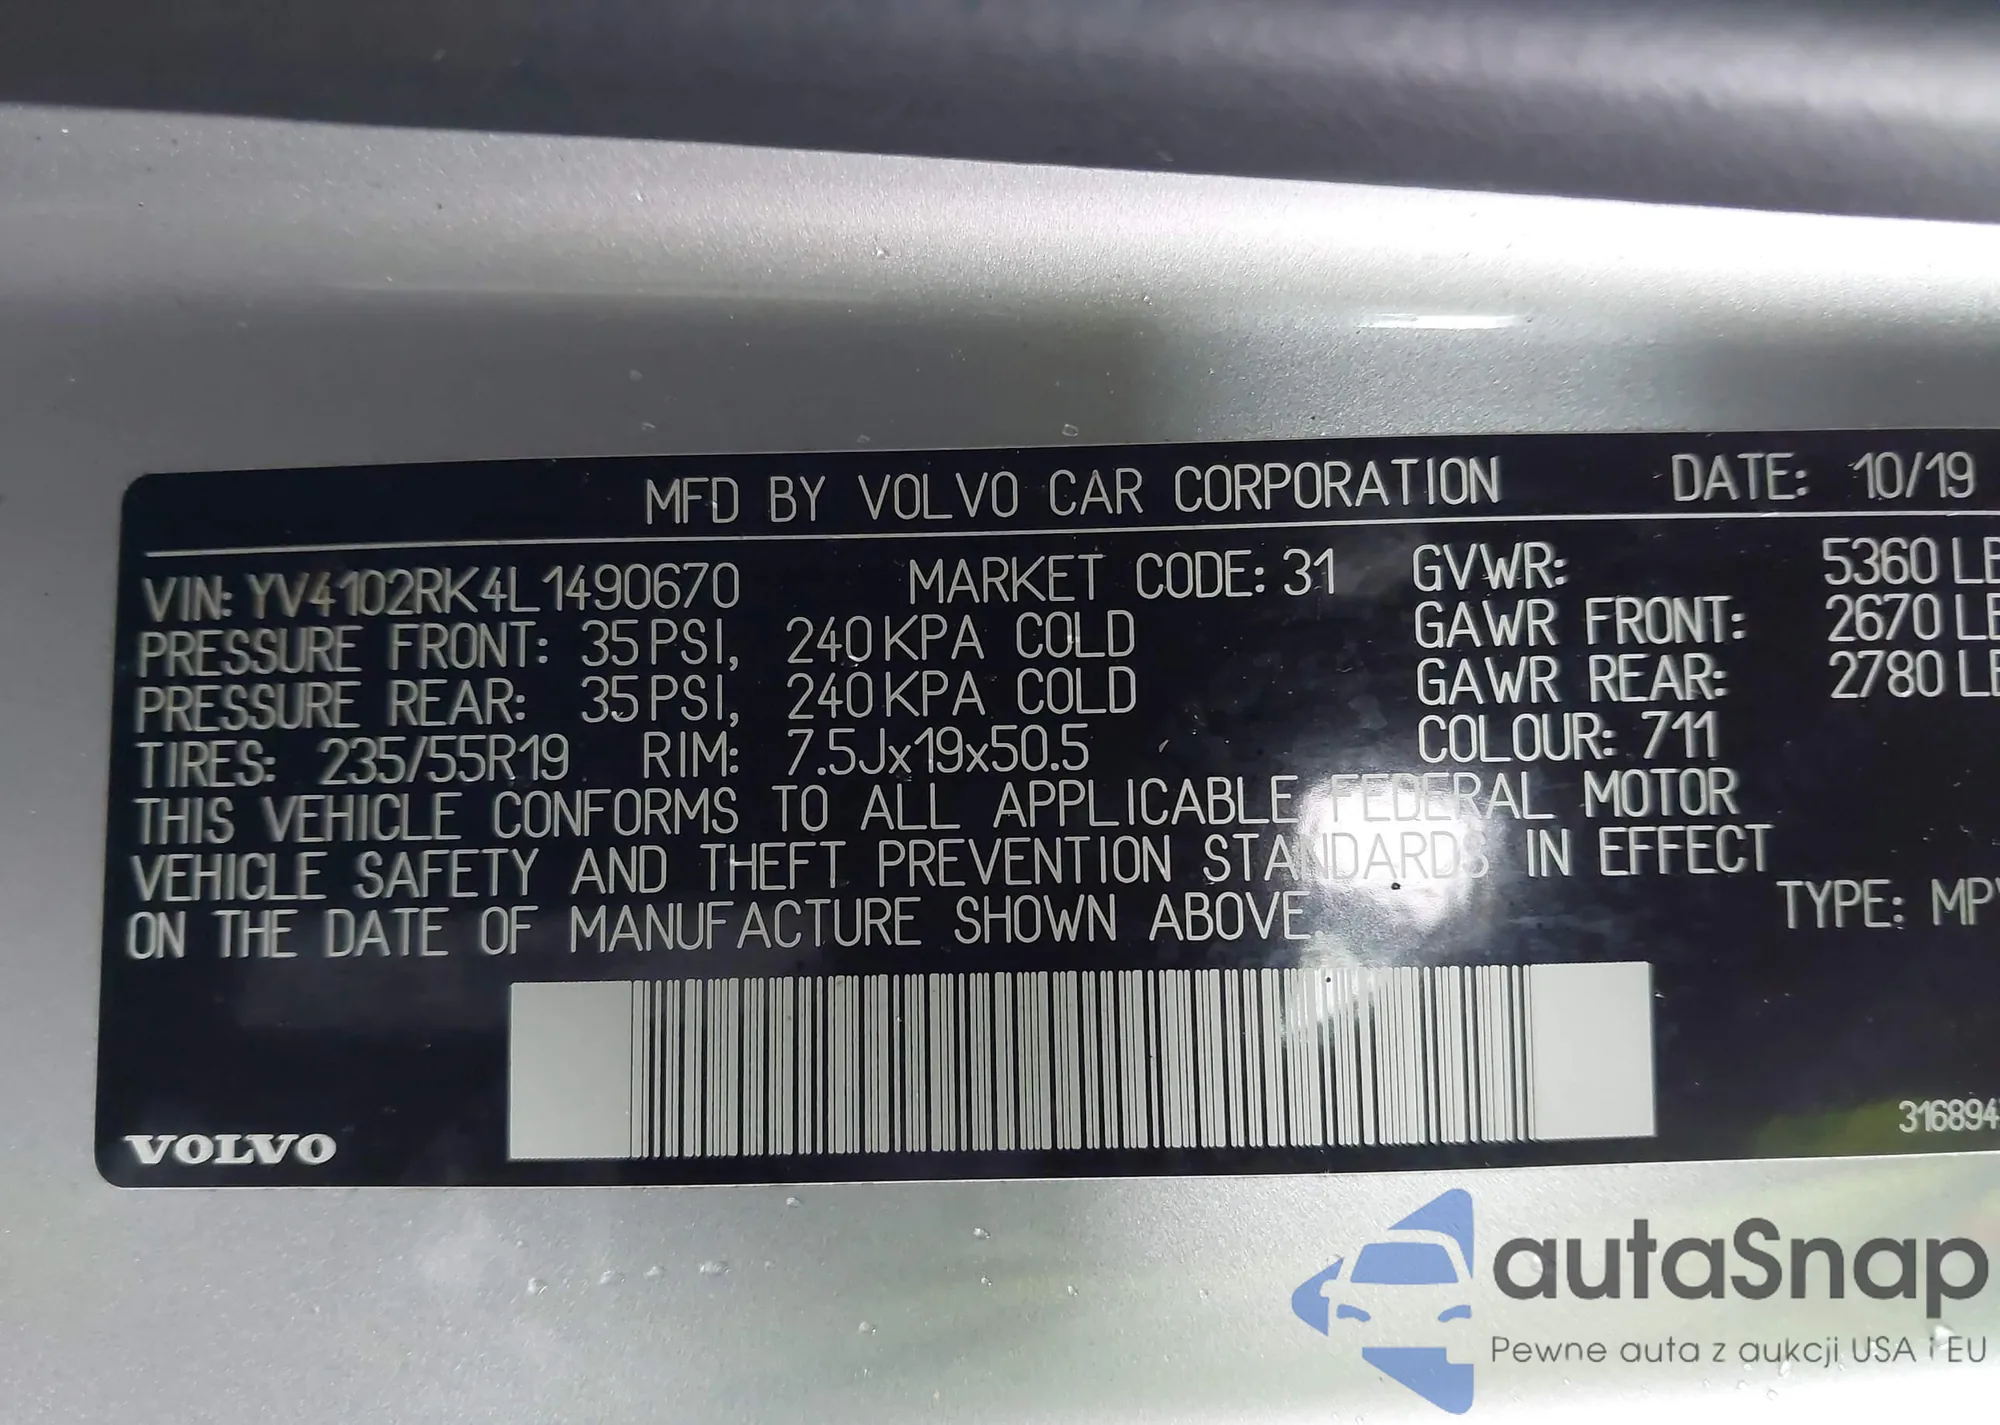 MFD BY VOLVO CAR CORPORATION DATE: 10/19
VIN: YV4102RK4L1490670 MARKET CODE: 31 GVWR: 5360 LB
PRESSURE FRONT: 35 PSI, 240 KPA COLD GAWR FRONT: 2670 LB
PRESSURE REAR: 35 PSI, 240 KPA COLD GAWR REAR: 2780 LB
TIRES: 235/55R19 RIM: 7.5Jx19x50.5 COLOUR: 711
THIS VEHICLE CONFORMS TO ALL APPLICABLE FEDERAL MOTOR
VEHICLE SAFETY AND THEFT PREVENTION STANDARDS IN EFFECT
ON THE DATE OF MANUFACTURE SHOWN ABOVE. TYPE: MPV
316894
VOLVO
autaSnap
Pewne auta z aukcji USA i EU